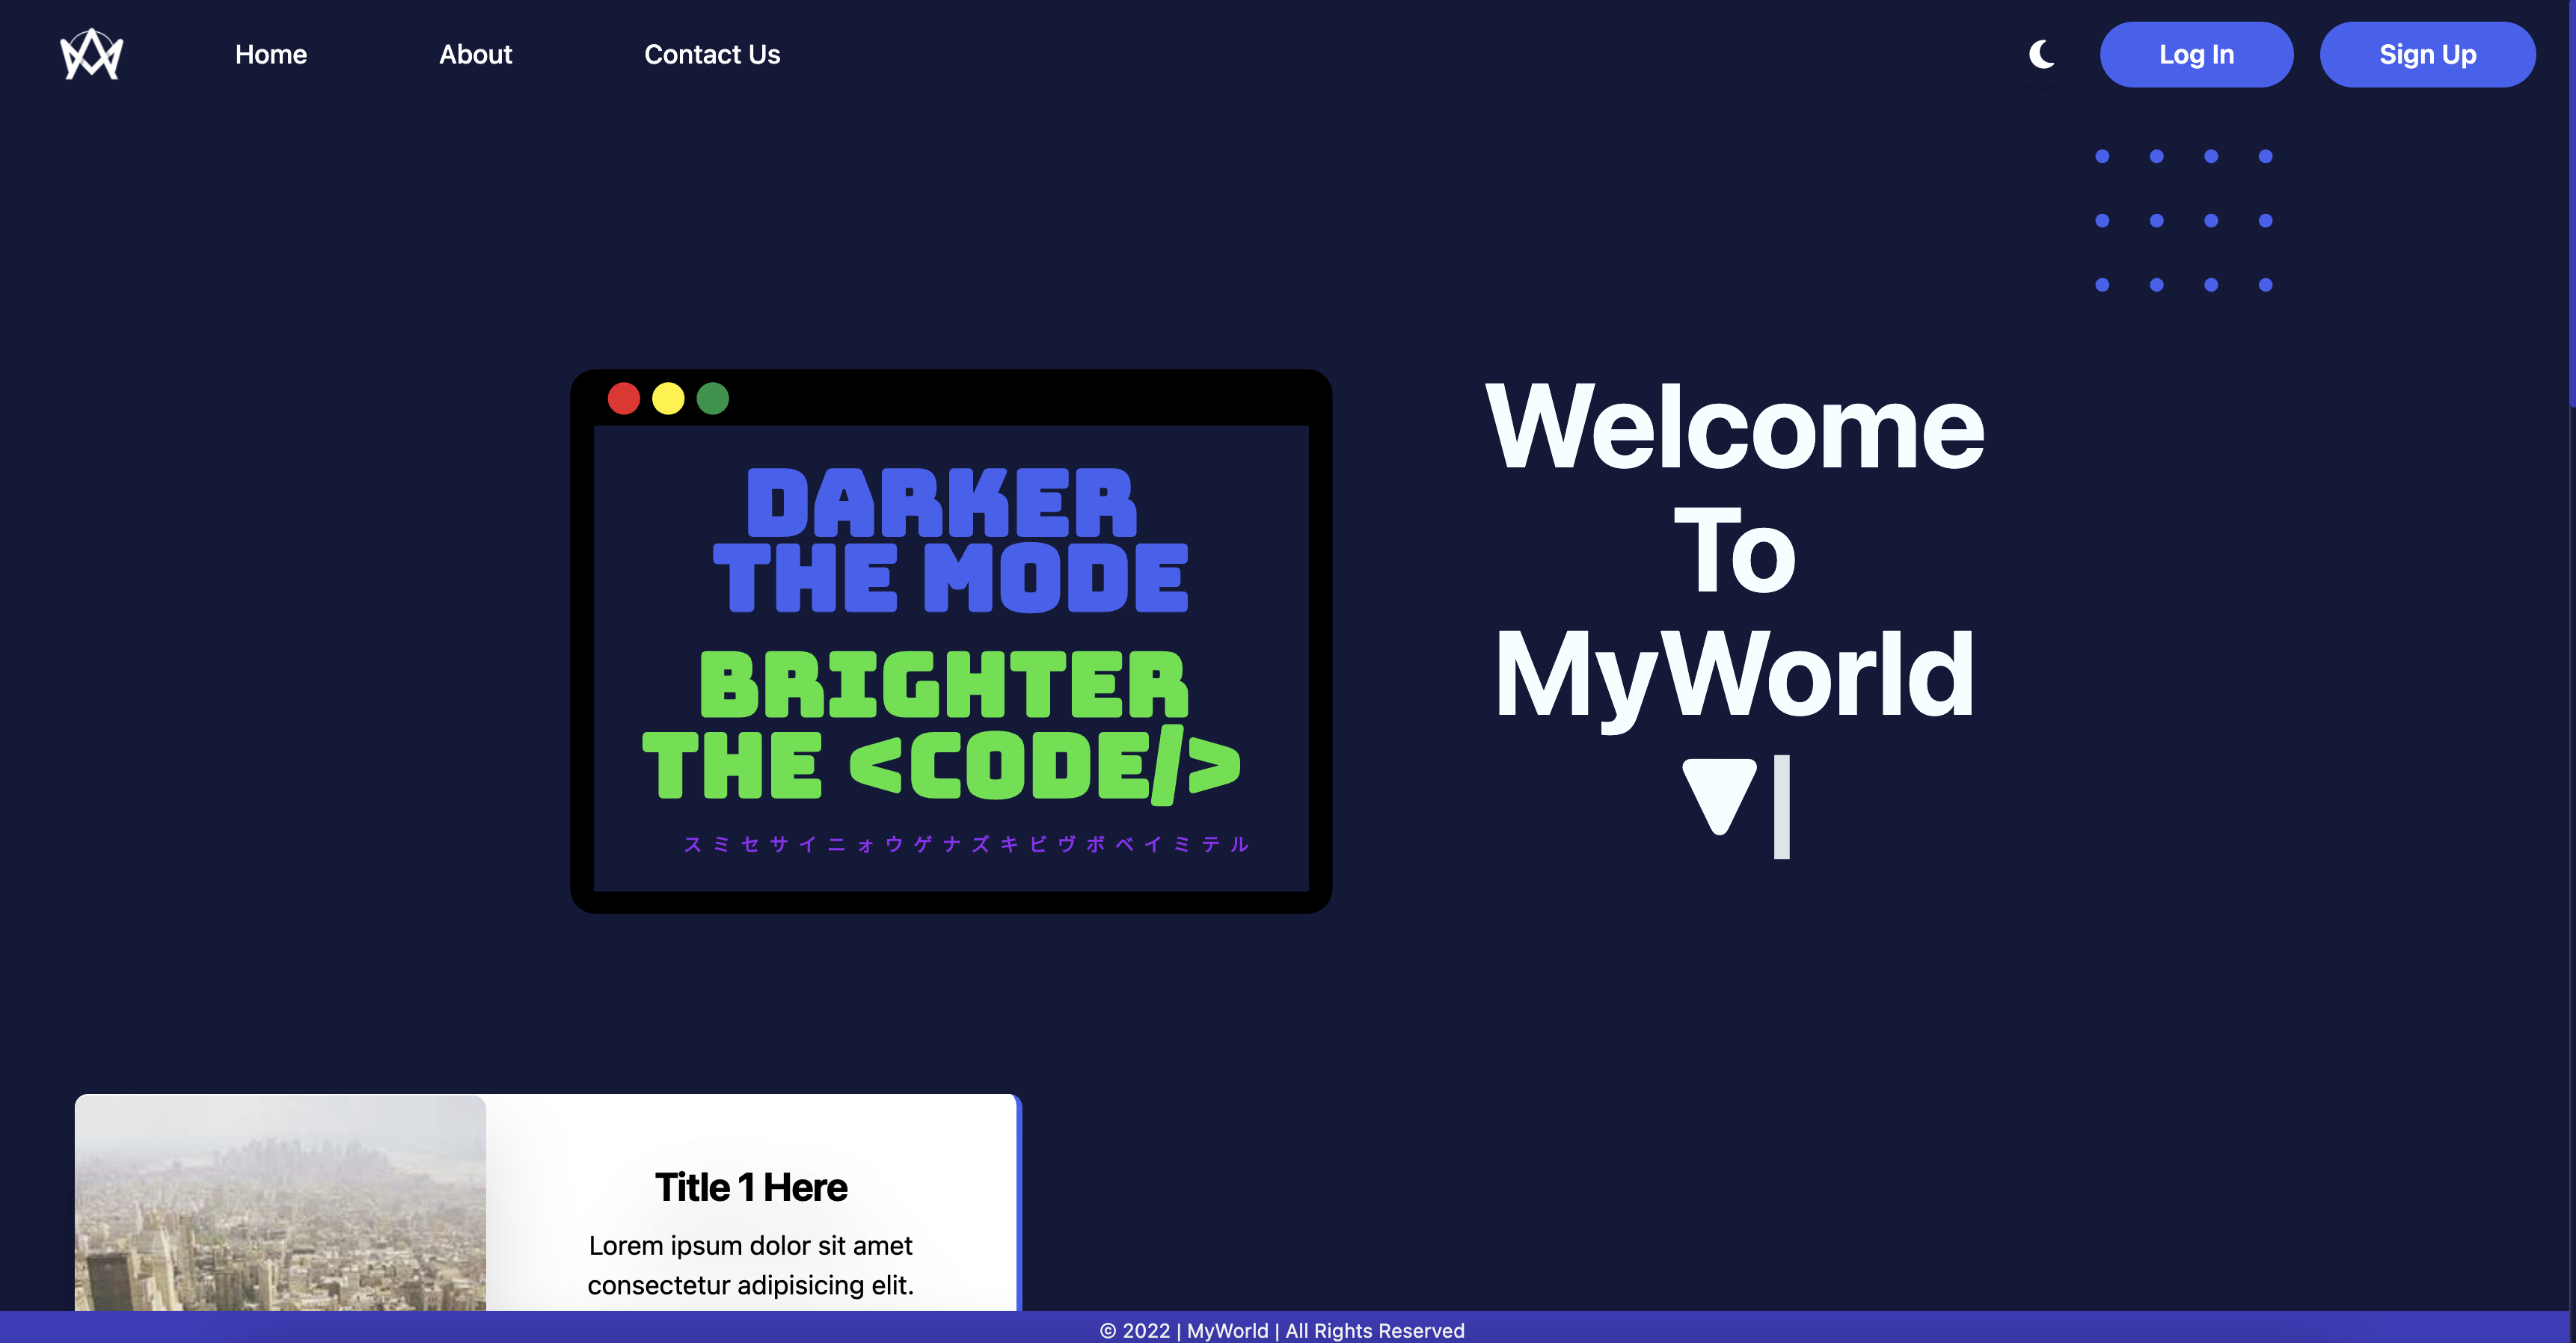 Home
About
Contact Us
Log In
Sign Up
DARKER
THE MODE
BRIGHTER
THE <CODE/>
スミセサイニョウゲナズキビヴボベイミテル
Welcome
To
MyWorld
Title 1 Here
Lorem ipsum dolor sit amet
consectetur adipisicing elit.
© 2022 | MyWorld | All Rights Reserved